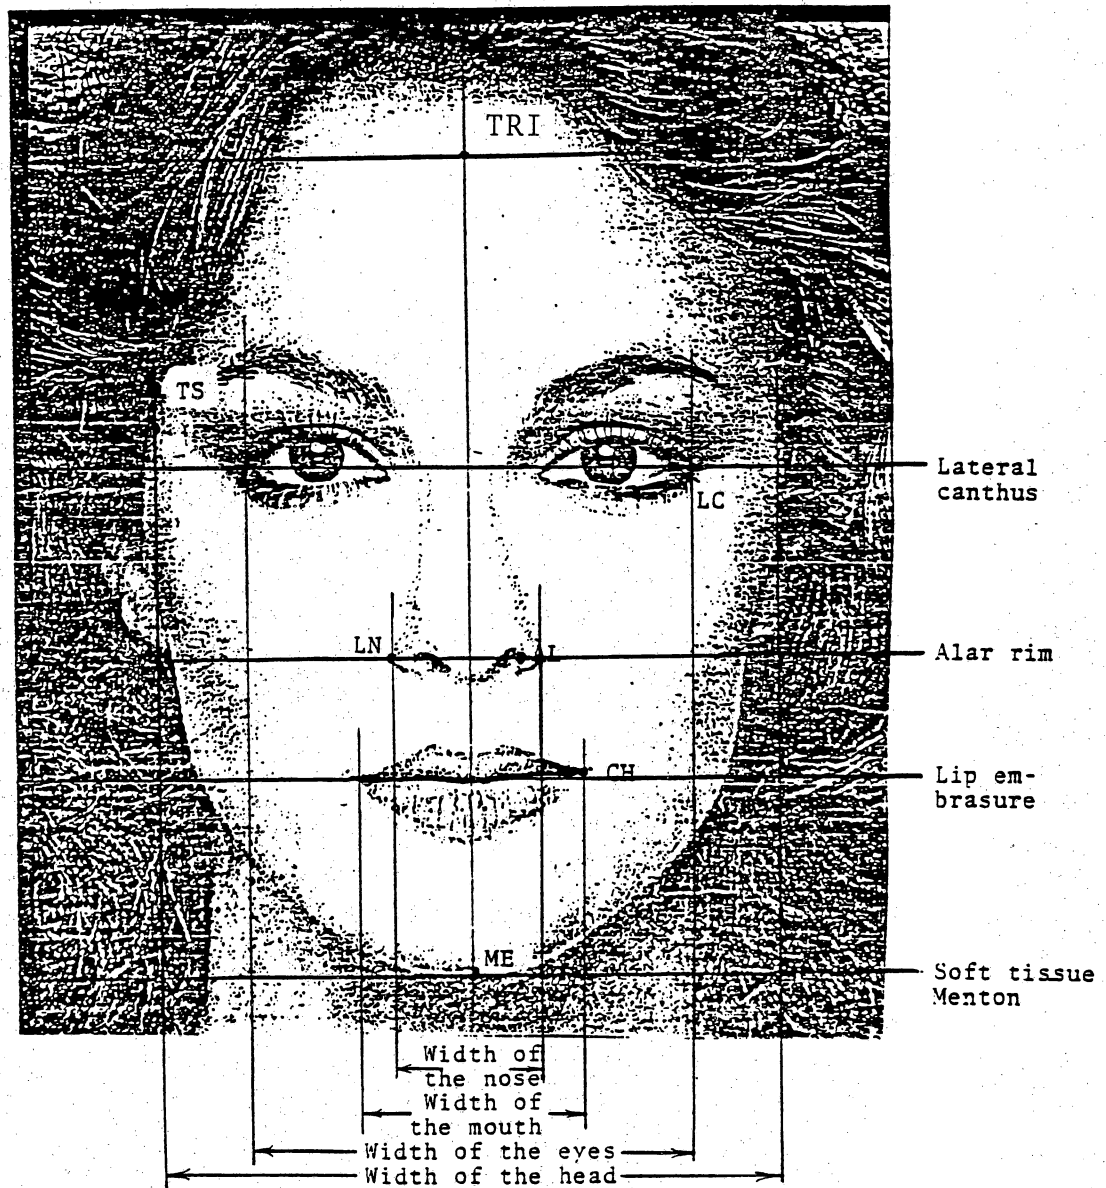 TRI
TS
Lateral
canthus
LC
LN
Alar rim
CH
Lip em-
brasure
ME
Soft tissue
Menton
Width of
the nose
Width of
the mouth
Width of the eyes
Width of the head